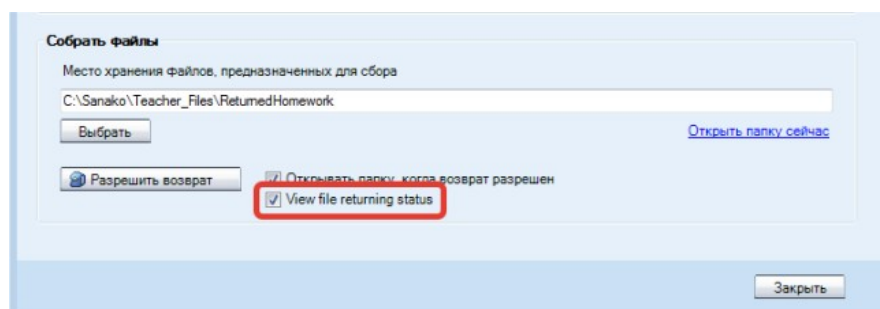 Собрать файлы
Место хранения файлов, предназначенных для сбора
C:\Sanako\Teacher_Files\ReturnedHomework
Выбрать
Открыть папку сейчас
Разрешить возврат
Открывать папку, когда возврат разрешен
View file returning status
Закрыть